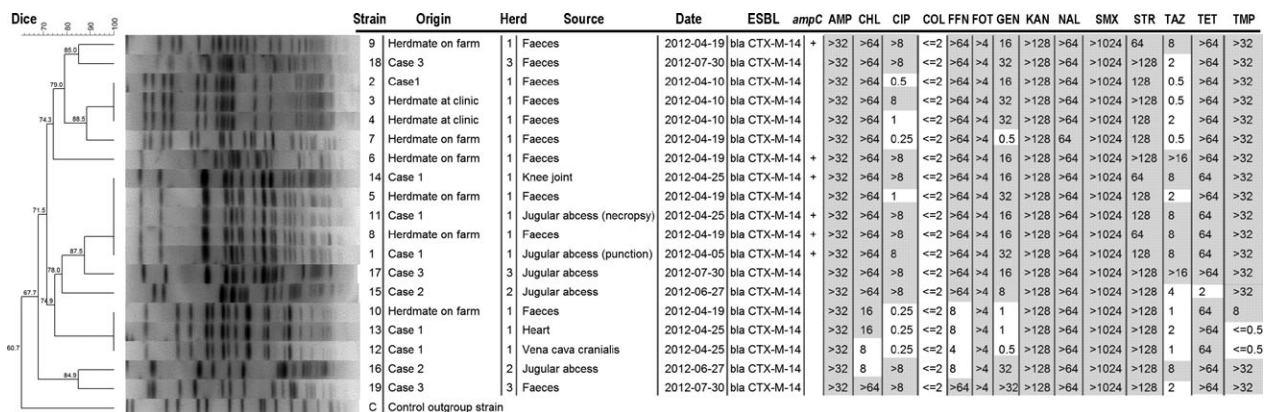 Dice Strain Origin Herd Source Date ESBL ampC AMP CHL CIP COL FFN FOT GEN KAN NAL SMX STR TAZ TET TMP
60 70 80 90 100
9 Herdmate on farm 1 Faeces 2012-04-19 bla CTX-M-14 + >32 >64 >8 <=2 >64 >4 16 >128 >64 >1024 64 8 >64 >32
85.0
18 Case 3 3 Faeces 2012-07-30 bla CTX-M-14 >32 >64 >8 <=2 >64 >4 32 >128 >64 >1024 >128 2 >64 >32
79.0
2 Case1 1 Faeces 2012-04-10 bla CTX-M-14 >32 >64 0.5 <=2 >64 >4 16 >128 >64 >1024 128 0.5 >64 >32
3 Herdmate at clinic 1 Faeces 2012-04-10 bla CTX-M-14 >32 >64 8 <=2 >64 >4 32 >128 >64 >1024 >128 0.5 >64 >32
74.3 88.5
4 Herdmate at clinic 1 Faeces 2012-04-10 bla CTX-M-14 >32 >64 1 <=2 >64 >4 32 >128 >64 >1024 128 2 >64 >32
7 Herdmate on farm 1 Faeces 2012-04-19 bla CTX-M-14 >32 >64 0.25 <=2 >64 >4 0.5 >128 64 >1024 128 0.5 >64 >32
6 Herdmate on farm 1 Faeces 2012-04-19 bla CTX-M-14 + >32 >64 >8 <=2 >64 >4 16 >128 >64 >1024 >128 >16 >64 >32
14 Case 1 1 Knee joint 2012-04-25 bla CTX-M-14 + >32 >64 >8 <=2 >64 >4 16 >128 >64 >1024 64 8 64 >32
71.5
5 Herdmate on farm 1 Faeces 2012-04-19 bla CTX-M-14 >32 >64 1 <=2 >64 >4 32 >128 >64 >1024 128 2 >64 >32
11 Case 1 1 Jugular abcess (necropsy) 2012-04-25 bla CTX-M-14 + >32 >64 >8 <=2 >64 >4 16 >128 >64 >1024 128 8 64 >32
8 Herdmate on farm 1 Faeces 2012-04-19 bla CTX-M-14 + >32 >64 >8 <=2 >64 >4 16 >128 >64 >1024 64 8 64 >32
87.5
1 Case 1 1 Jugular abcess (punction) 2012-04-05 bla CTX-M-14 + >32 >64 8 <=2 >64 >4 32 >128 >64 >1024 128 8 64 >32
78.0
17 Case 3 3 Jugular abcess 2012-07-30 bla CTX-M-14 >32 >64 >8 <=2 >64 >4 16 >128 >64 >1024 >128 >16 >64 >32
67.7 74.9
15 Case 2 2 Jugular abcess 2012-06-27 bla CTX-M-14 >32 >64 >8 <=2 >64 >4 8 >128 >64 >1024 >128 4 2 >32
10 Herdmate on farm 1 Faeces 2012-04-19 bla CTX-M-14 >32 16 0.25 <=2 8 >4 1 >128 >64 >1024 >128 1 64 8
13 Case 1 1 Heart 2012-04-25 bla CTX-M-14 >32 16 0.25 <=2 8 >4 1 >128 >64 >1024 >128 2 >64 <=0.5
60.7
12 Case 1 1 Vena cava cranialis 2012-04-25 bla CTX-M-14 >32 8 0.25 <=2 4 >4 0.5 >128 >64 >1024 >128 1 64 <=0.5
16 Case 2 2 Jugular abcess 2012-06-27 bla CTX-M-14 >32 8 >8 <=2 8 >4 32 >128 >64 >1024 >128 8 >64 >32
84.9
19 Case 3 3 Faeces 2012-07-30 bla CTX-M-14 >32 >64 >8 <=2 >64 >4 >32 >128 >64 >1024 >128 2 >64 >32
C Control outgroup strain